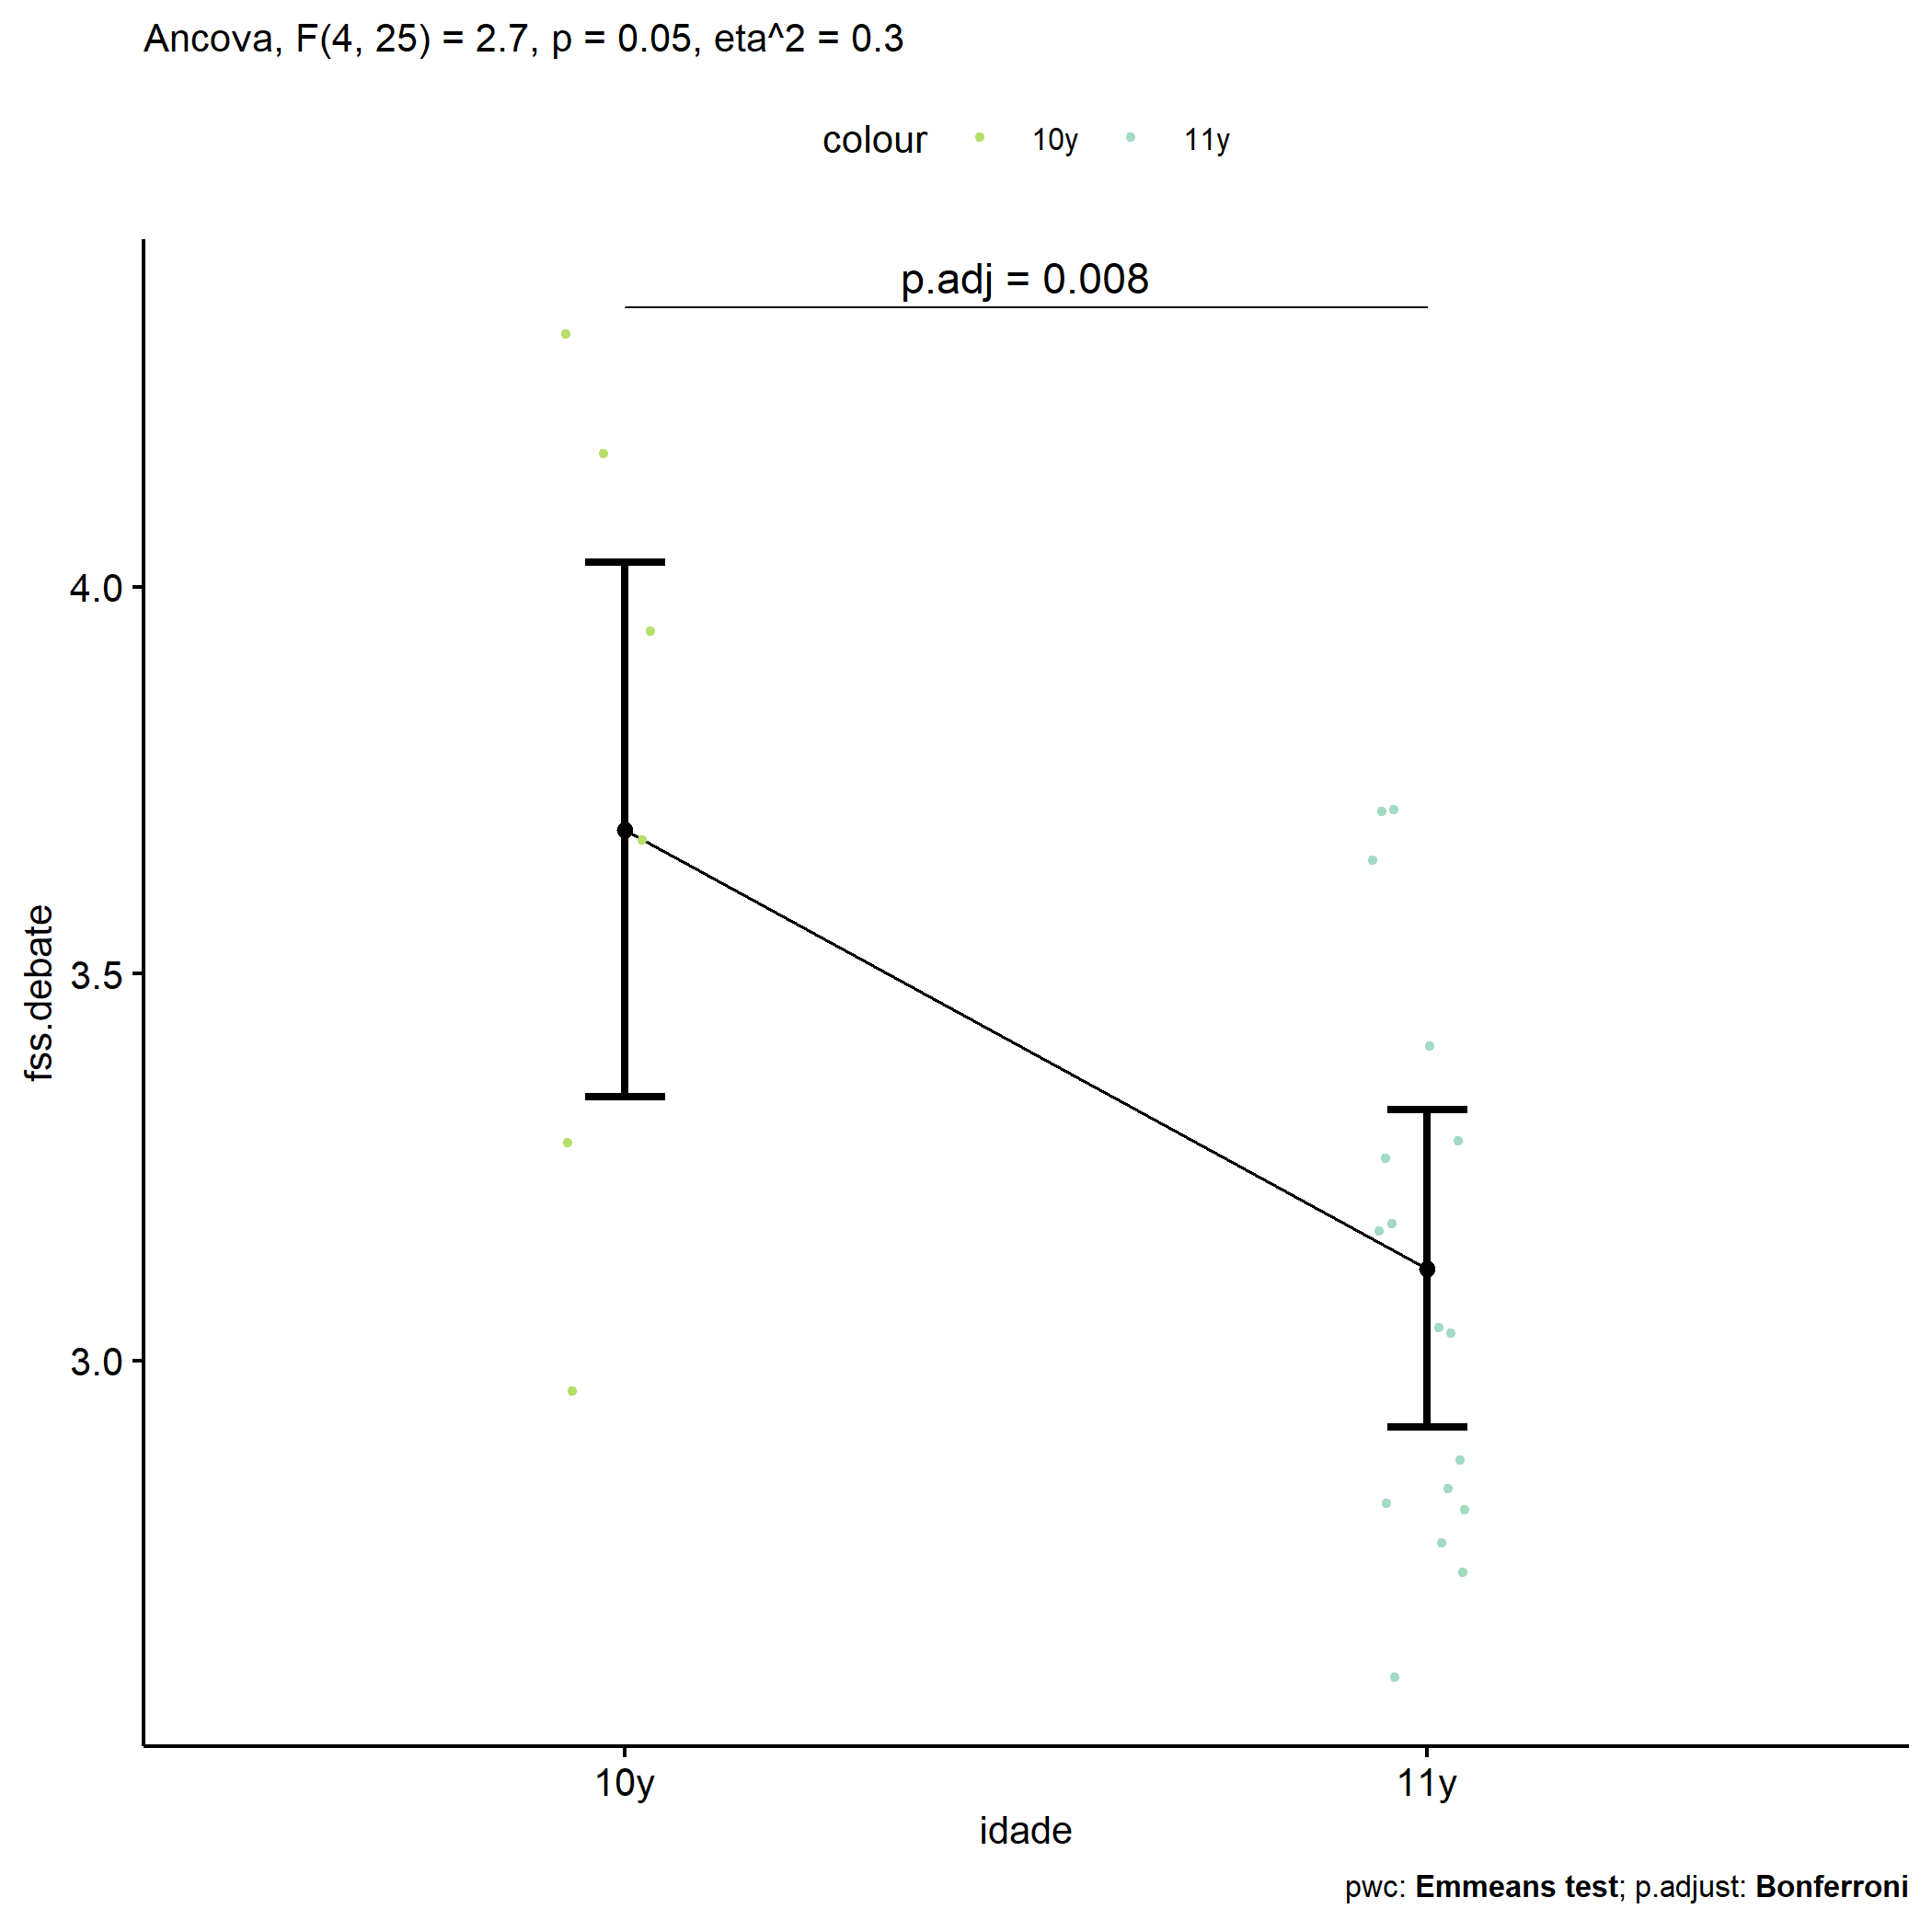 Ancova, F(4, 25) = 2.7, p = 0.05, eta^2 = 0.3
colour 10y 11y
p.adj = 0.008
4.0
3.5
3.0
fss.debate
10y 11y
idade
pwc: Emmeans test; p.adjust: Bonferroni